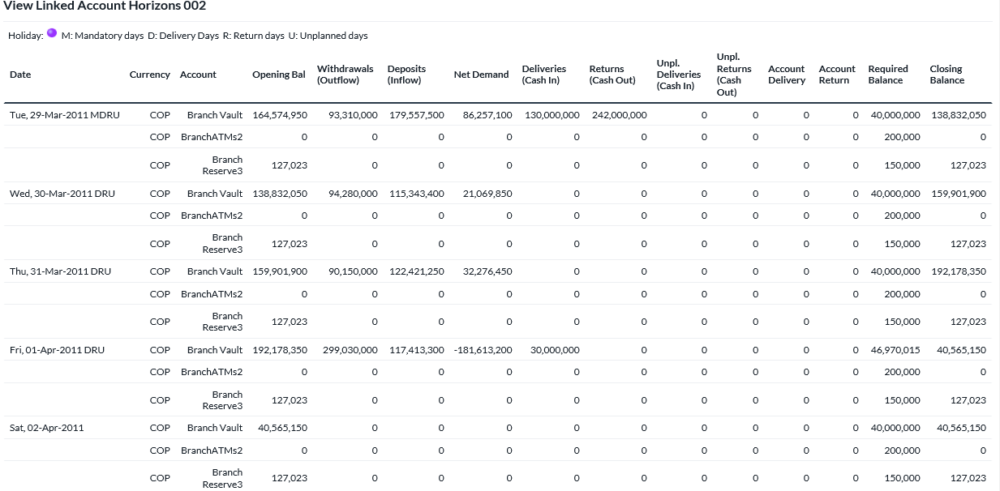 View Linked Account Horizons 002
Holiday: M: Mandatory days D: Delivery Days R: Return days U: Unplanned days
Date Currency Account Opening Bal Withdrawals (Outflow) Deposits (Inflow) Net Demand Deliveries (Cash In) Returns (Cash Out) Unpl. Deliveries (Cash In) Unpl. Returns (Cash Out) Account Delivery Account Return Required Balance Closing Balance
Tue, 29-Mar-2011 MDRU COP Branch Vault 164,574,950 93,310,000 179,557,500 86,257,100 130,000,000 242,000,000 0 0 0 0 40,000,000 138,832,050
COP BranchATMs2 0 0 0 0 0 0 0 0 0 0 200,000 0
COP Branch Reserve3 127,023 0 0 0 0 0 0 0 0 0 150,000 127,023
Wed, 30-Mar-2011 DRU COP Branch Vault 138,832,050 94,280,000 115,343,400 21,069,850 0 0 0 0 0 0 40,000,000 159,901,900
COP BranchATMs2 0 0 0 0 0 0 0 0 0 0 200,000 0
COP Branch Reserve3 127,023 0 0 0 0 0 0 0 0 0 150,000 127,023
Thu, 31-Mar-2011 DRU COP Branch Vault 159,901,900 90,150,000 122,421,250 32,276,450 0 0 0 0 0 0 40,000,000 192,178,350
COP BranchATMs2 0 0 0 0 0 0 0 0 0 0 200,000 0
COP Branch Reserve3 127,023 0 0 0 0 0 0 0 0 0 150,000 127,023
Fri, 01-Apr-2011 DRU COP Branch Vault 192,178,350 299,030,000 117,413,300 -181,613,200 30,000,000 0 0 0 0 0 46,970,015 40,565,150
COP BranchATMs2 0 0 0 0 0 0 0 0 0 0 200,000 0
COP Branch Reserve3 127,023 0 0 0 0 0 0 0 0 0 150,000 127,023
Sat, 02-Apr-2011 COP Branch Vault 40,565,150 0 0 0 0 0 0 0 0 0 40,000,000 40,565,150
COP BranchATMs2 0 0 0 0 0 0 0 0 0 0 200,000 0
COP Branch Reserve3 127,023 0 0 0 0 0 0 0 0 0 150,000 127,023